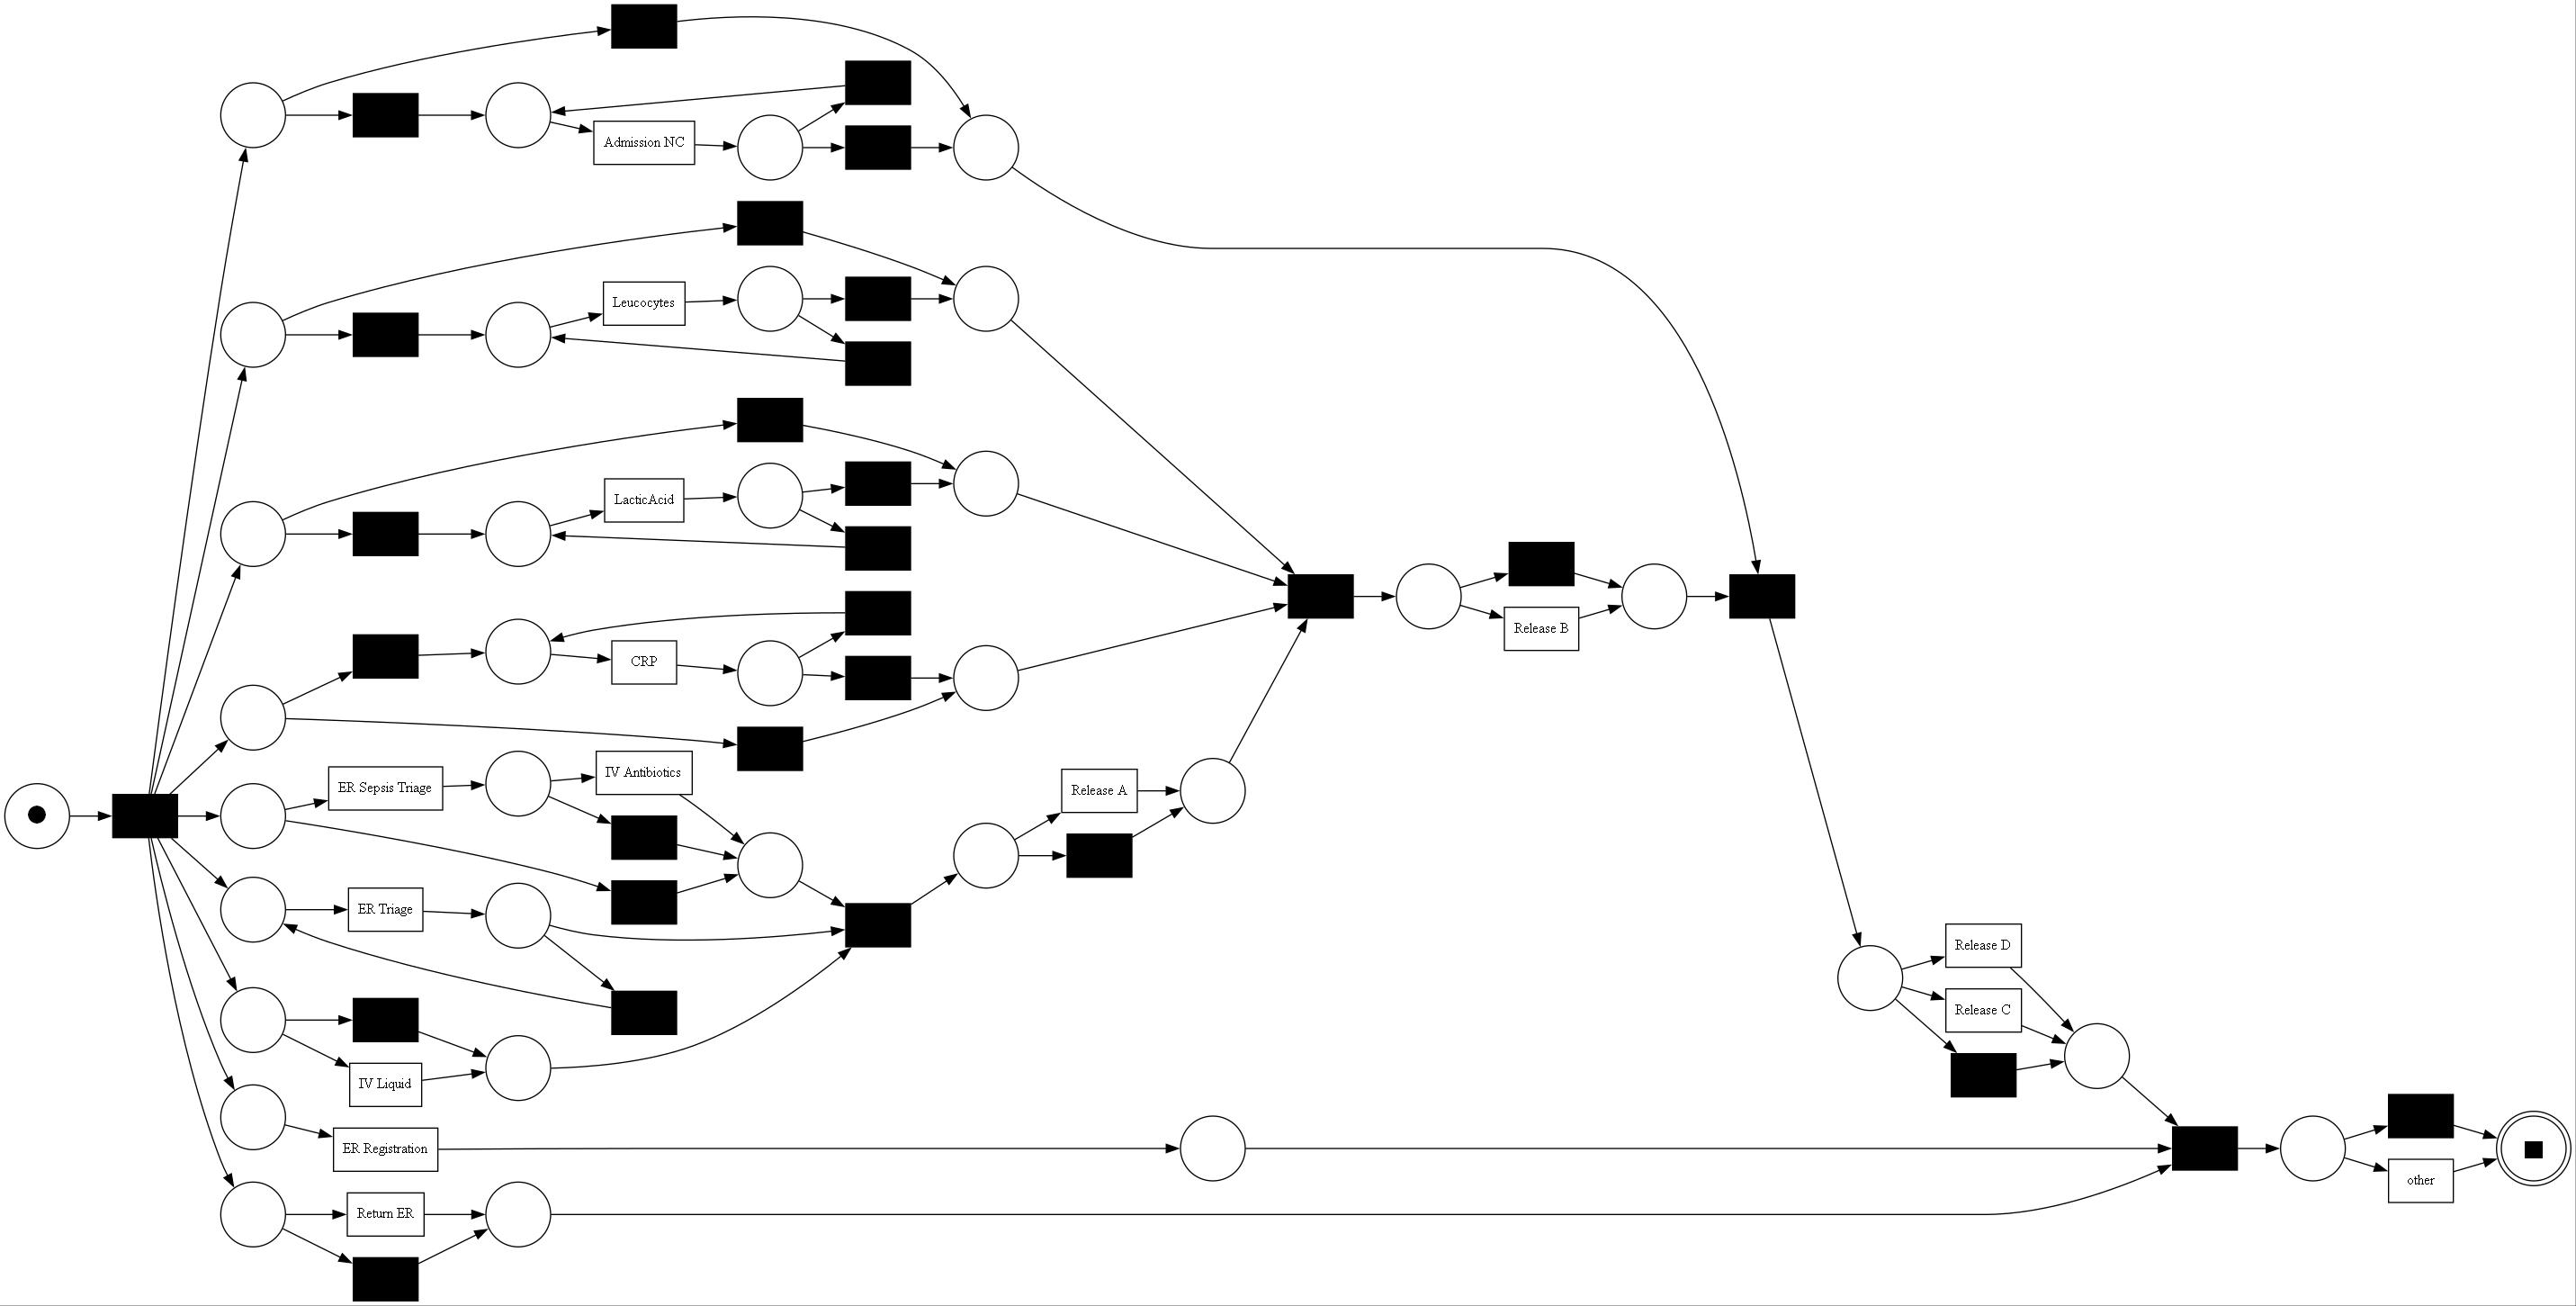 Admission NC
Leucocytes
LacticAcid
CRP
Release B
ER Sepsis Triage
IV Antibiotics
Release A
ER Triage
Release D
Release C
IV Liquid
ER Registration
other
Return ER